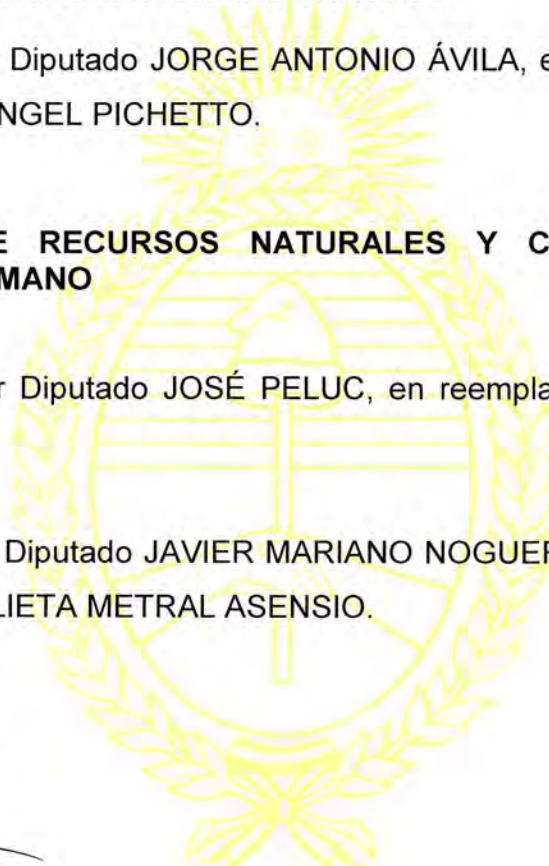 Diputado JORGE ANTONIO ÁVILA, e
NGEL PICHETTO.
E RECURSOS NATURALES Y C
MANO
r Diputado JOSÉ PELUC, en reempla
Diputado JAVIER MARIANO NOGUER
LIETA METRAL ASENSIO.